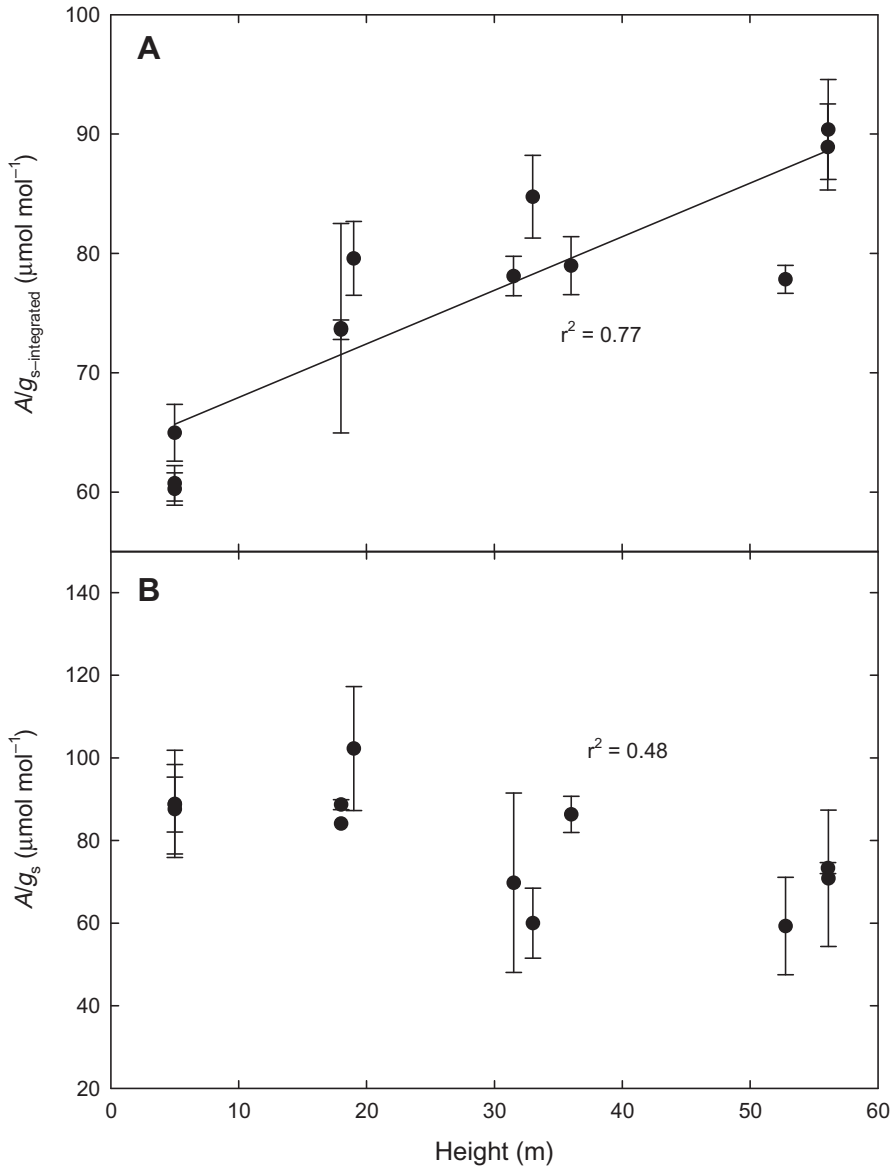 100
A
90
80
70
60
A/gs–integrated (μmol mol−1)
r2 = 0.77
B
140
120
100
80
60
40
20
A/gs (μmol mol−1)
r2 = 0.48
0 10 20 30 40 50 60
Height (m)